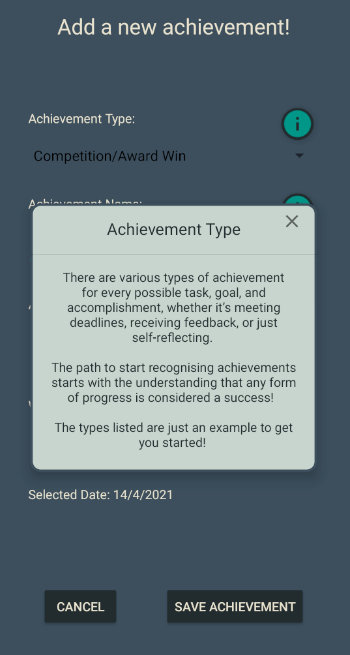 Add a new achievement!
Achievement Type:
Competition/Award Win
Achievement Name:
Achievement Type
There are various types of achievement
for every possible task, goal, and
accomplishment, whether it's meeting
deadlines, receiving feedback, or just
self-reflecting.
The path to start recognising achievements
starts with the understanding that any form
of progress is considered a success!
The types listed are just an example to get
you started!
Selected Date: 14/4/2021
CANCEL
SAVE ACHIEVEMENT